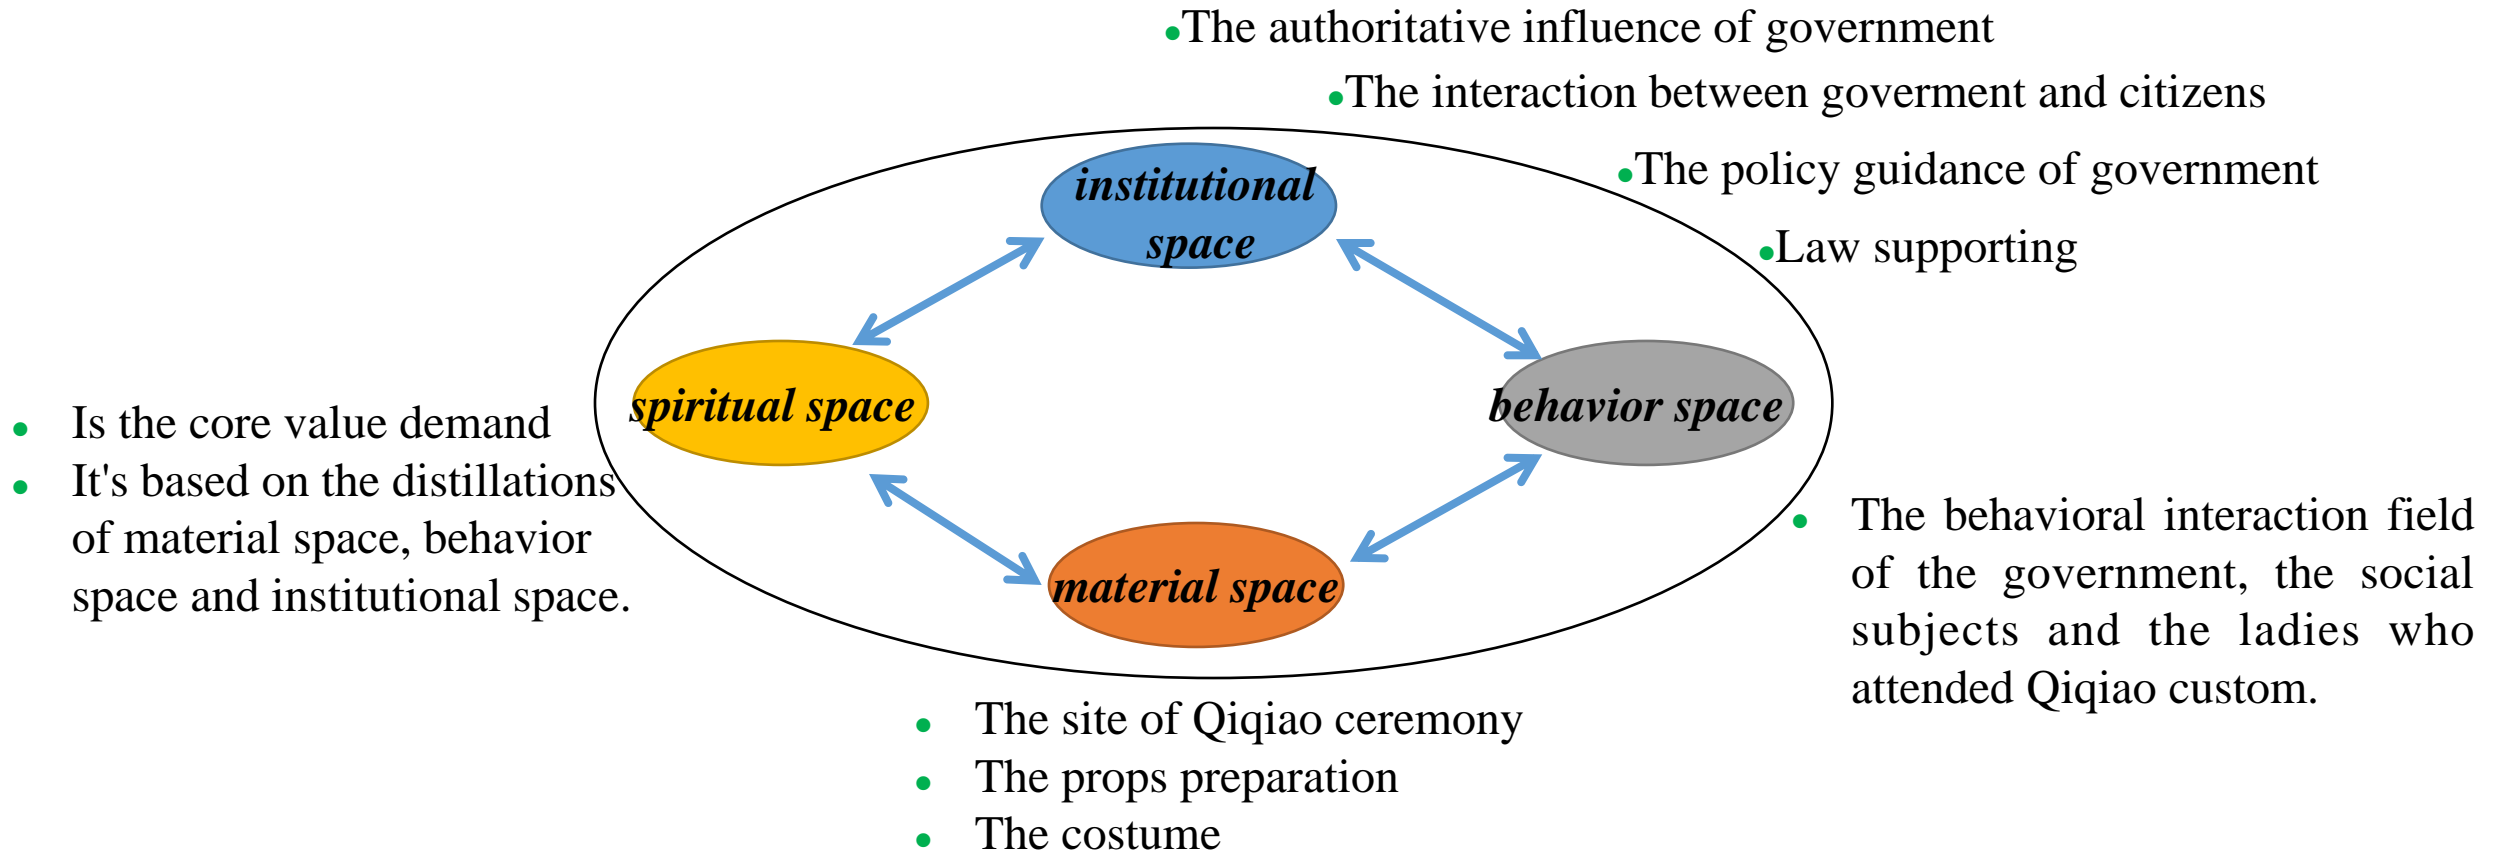 ●The authoritative influence of government
●The interaction between goverment and citizens
●The policy guidance of government
●Law supporting
institutional
space
spiritual space
behavior space
material space
● Is the core value demand
● It's based on the distillations
of material space, behavior
space and institutional space.
● The behavioral interaction field
of the government, the social
subjects and the ladies who
attended Qiqiao custom.
● The site of Qiqiao ceremony
● The props preparation
● The costume